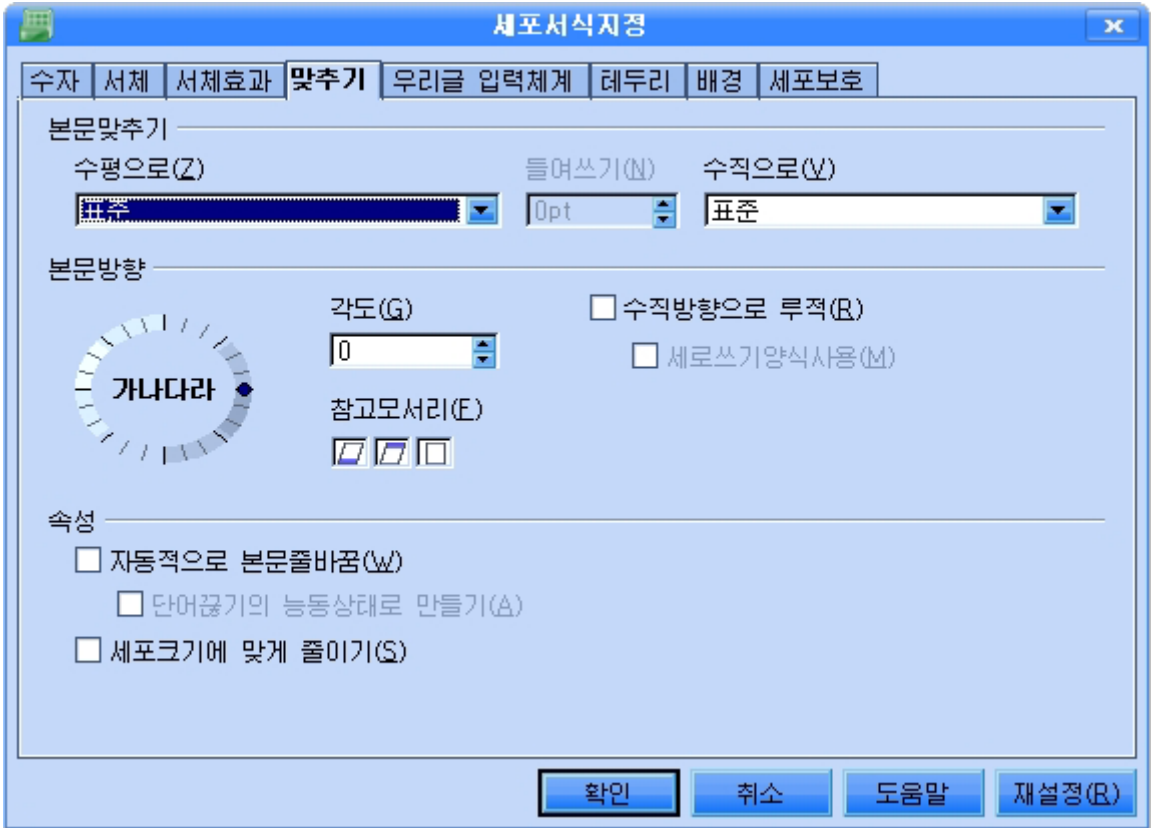 세포서식지정
수자 서체 서체효과 맞추기 우리글 입력체계 테두리 배경 세포보호
본문맞추기
수평으로(Z) 들여쓰기(N) 수직으로(V)
표준 0pt 표준
본문방향
각도(G) 수직방향으로 루적(R)
0 세로쓰기양식사용(M)
가나다라
참고모서리(E)
속성
자동적으로 본문줄바꿈(W)
단어끊기의 능동상태로 만들기(A)
세포크기에 맞게 줄이기(S)
확인 취소 도움말 재설정(R)